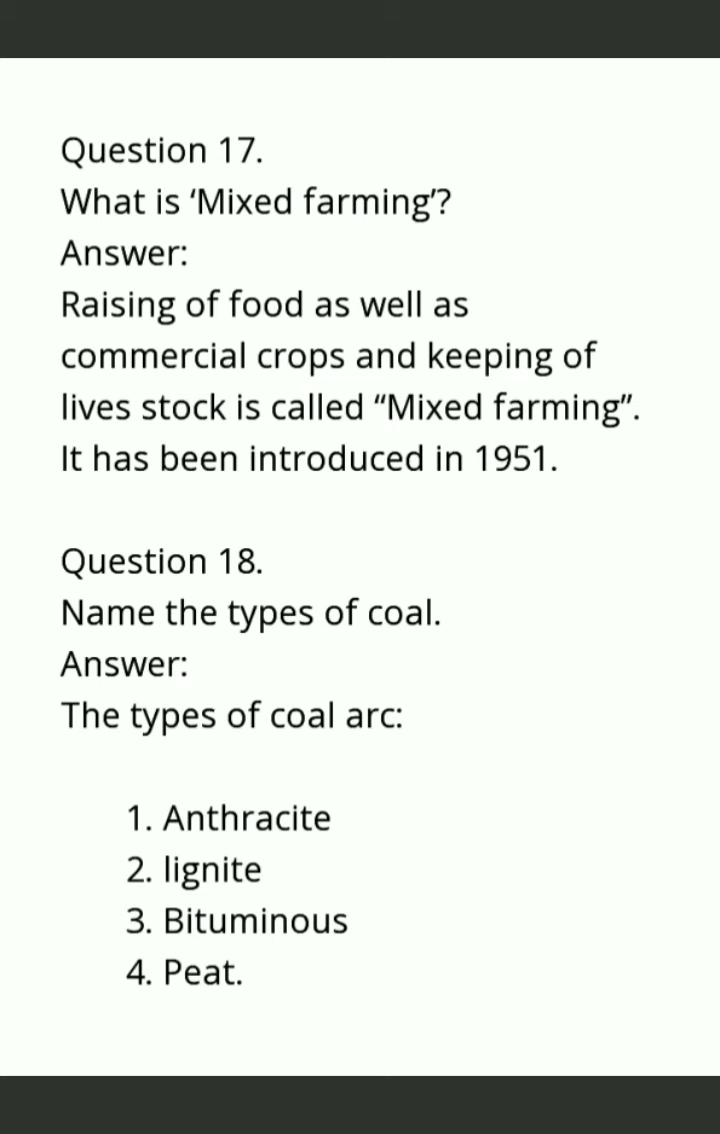 Question 17.
What is ‘Mixed farming’?
Answer:
Raising of food as well as
commercial crops and keeping of
lives stock is called “Mixed farming”.
It has been introduced in 1951.
Question 18.
Name the types of coal.
Answer:
The types of coal arc:
1. Anthracite
2. lignite
3. Bituminous
4. Peat.